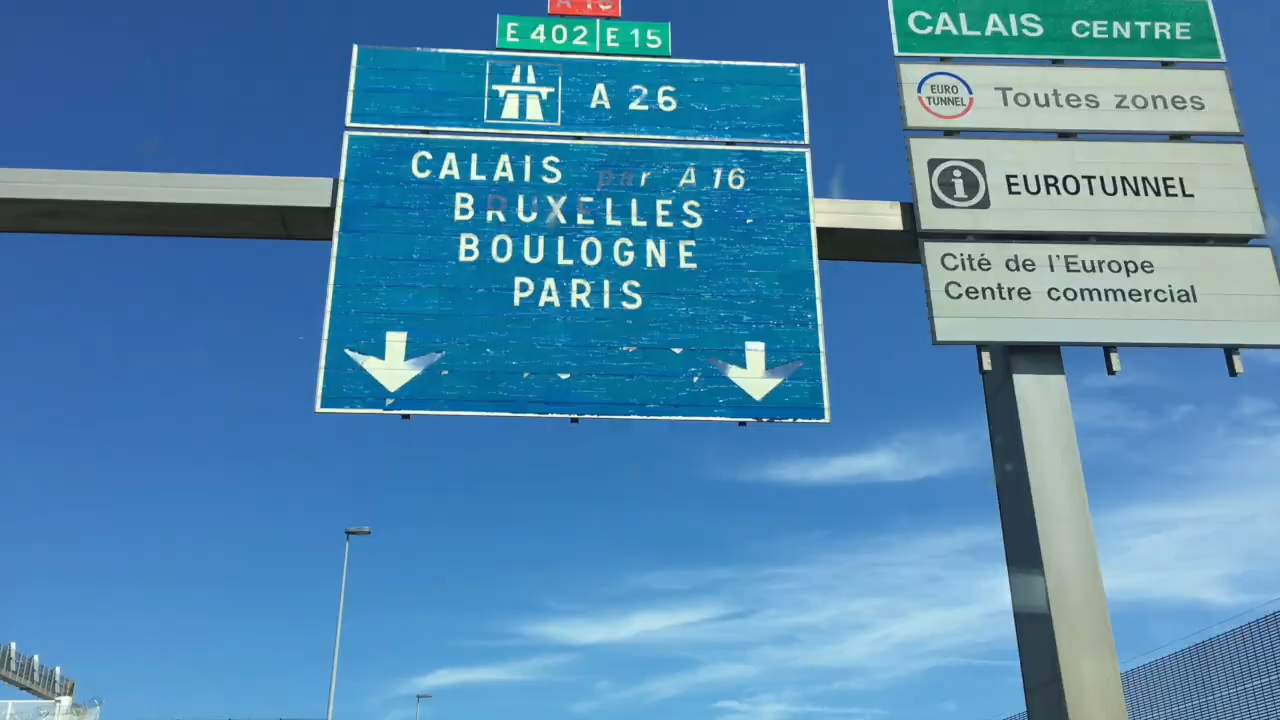 A 16
E 402 E 15
A 26
CALAIS par A 16
BRUXELLES
BOULOGNE
PARIS
CALAIS CENTRE
EURO
TUNNEL
Toutes zones
i EUROTUNNEL
Cité de l'Europe
Centre commercial